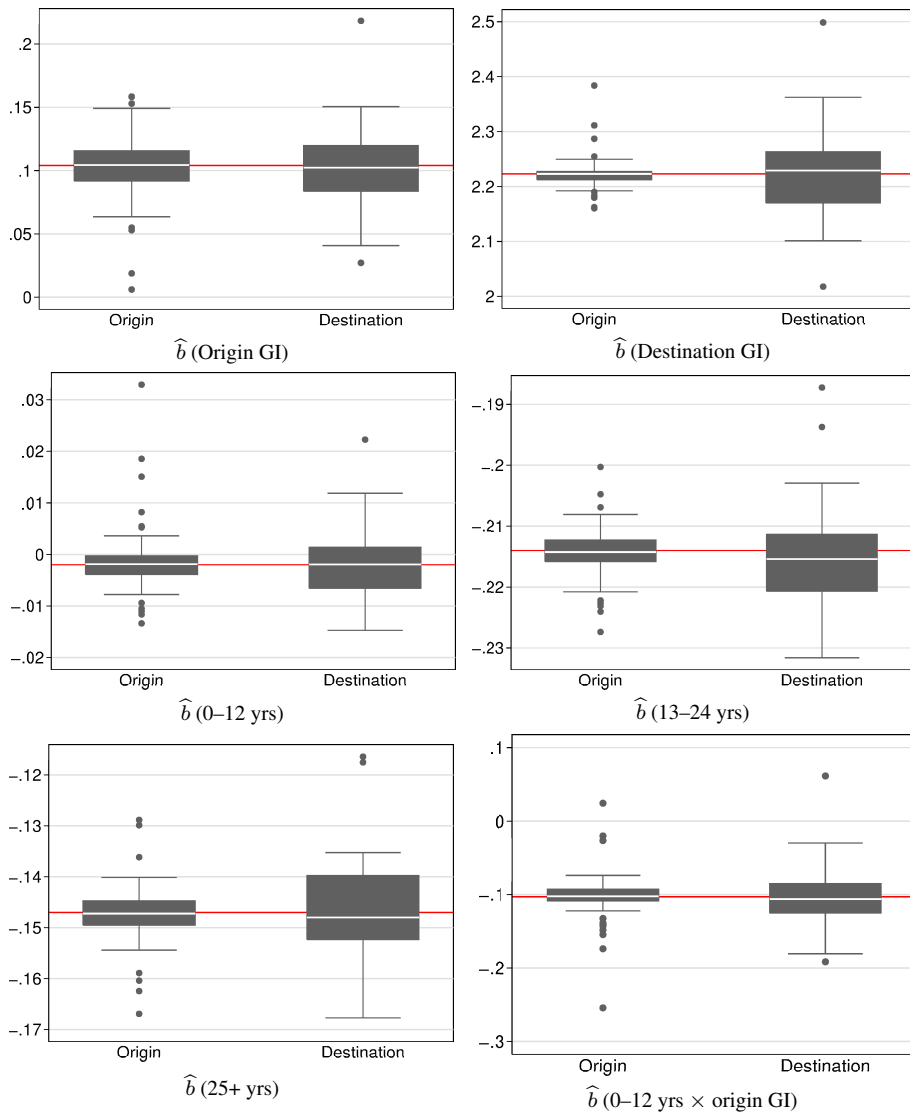 .2
.15
.1
.05
0
Origin Destination
b̂ (Origin GI)
2.5
2.4
2.3
2.2
2.1
2
Origin Destination
b̂ (Destination GI)
.03
.02
.01
0
−.01
−.02
Origin Destination
b̂ (0–12 yrs)
−.19
−.2
−.21
−.22
−.23
Origin Destination
b̂ (13–24 yrs)
−.12
−.13
−.14
−.15
−.16
−.17
Origin Destination
b̂ (25+ yrs)
.1
0
−.1
−.2
−.3
Origin Destination
b̂ (0–12 yrs × origin GI)